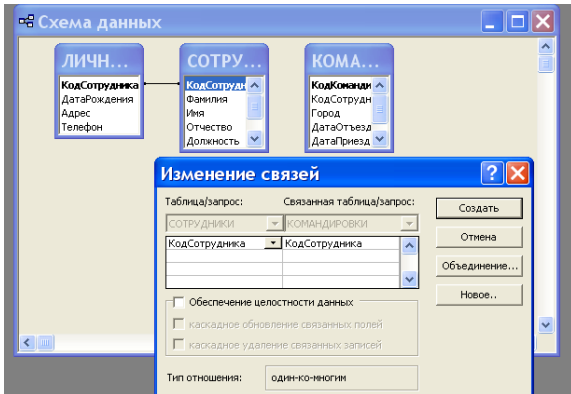 Схема данных
ЛИЧН...
КодСотрудника
ДатаРождения
Адрес
Телефон
СОТРУ...
КодСотрудн
Фамилия
Имя
Отчество
Должность
КОМА...
КодКоманди
КодСотрудн
Город
ДатаОтъезд
ДатаПриезд
Изменение связей
Таблица/запрос: Связанная таблица/запрос:
СОТРУДНИКИ КОМАНДИРОВКИ
КодСотрудника КодСотрудника
Обеспечение целостности данных
каскадное обновление связанных полей
каскадное удаление связанных записей
Тип отношения: один-ко-многим
Создать
Отмена
Объединение...
Новое..